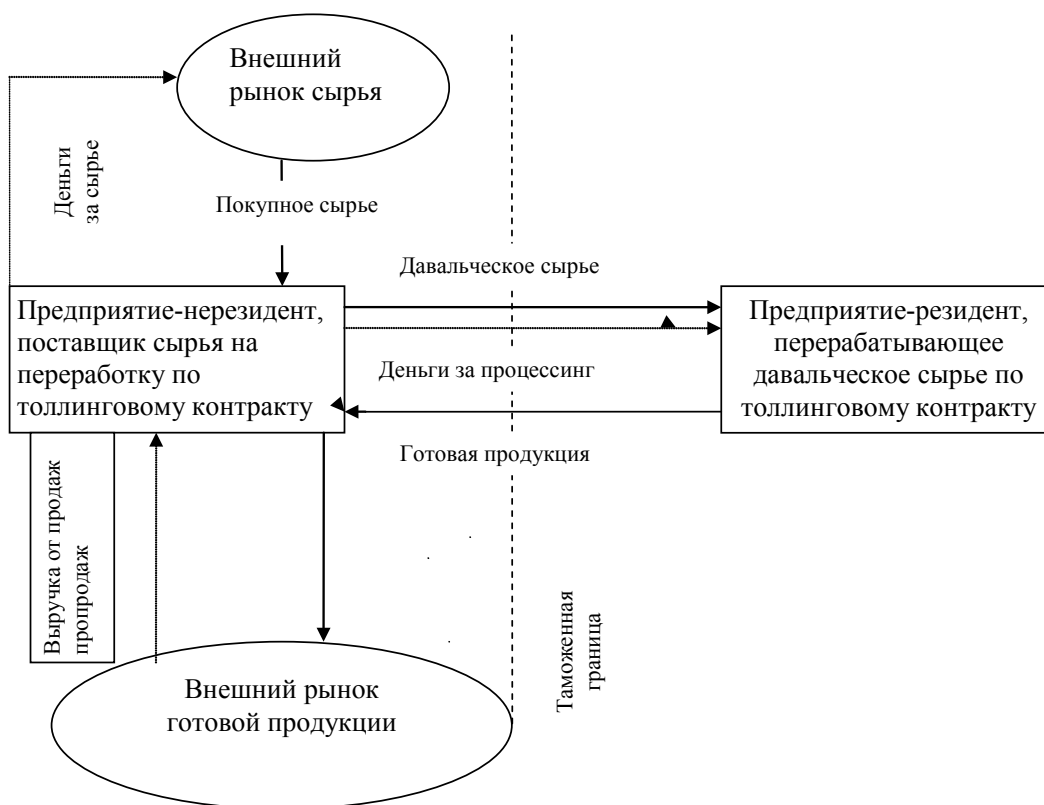 Внешний
рынок сырья
Деньги
за сырье
Покупное сырье
Давальческое сырье
Предприятие-нерезидент,
поставщик сырья на
переработку по
толлинговому контракту
Предприятие-резидент,
перерабатывающее
давальческое сырье по
толлинговому контракту
Деньги за процессинг
Готовая продукция
Выручка от продаж
пропродаж
Таможенная
граница
Внешний рынок
готовой продукции